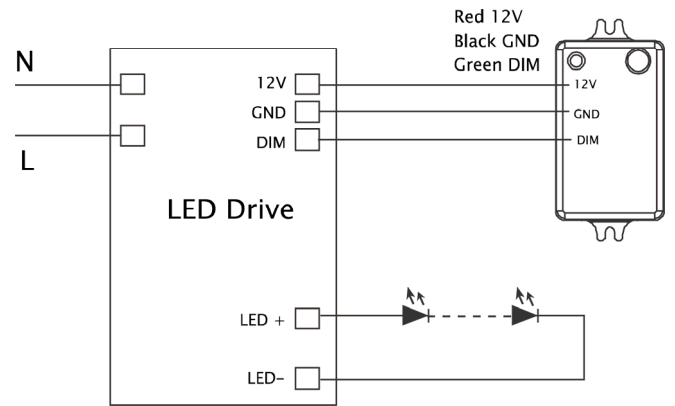 Red 12V
Black GND
Green DIM
N
L
12V
GND
DIM
12V
GND
DIM
LED Drive
LED +
LED-